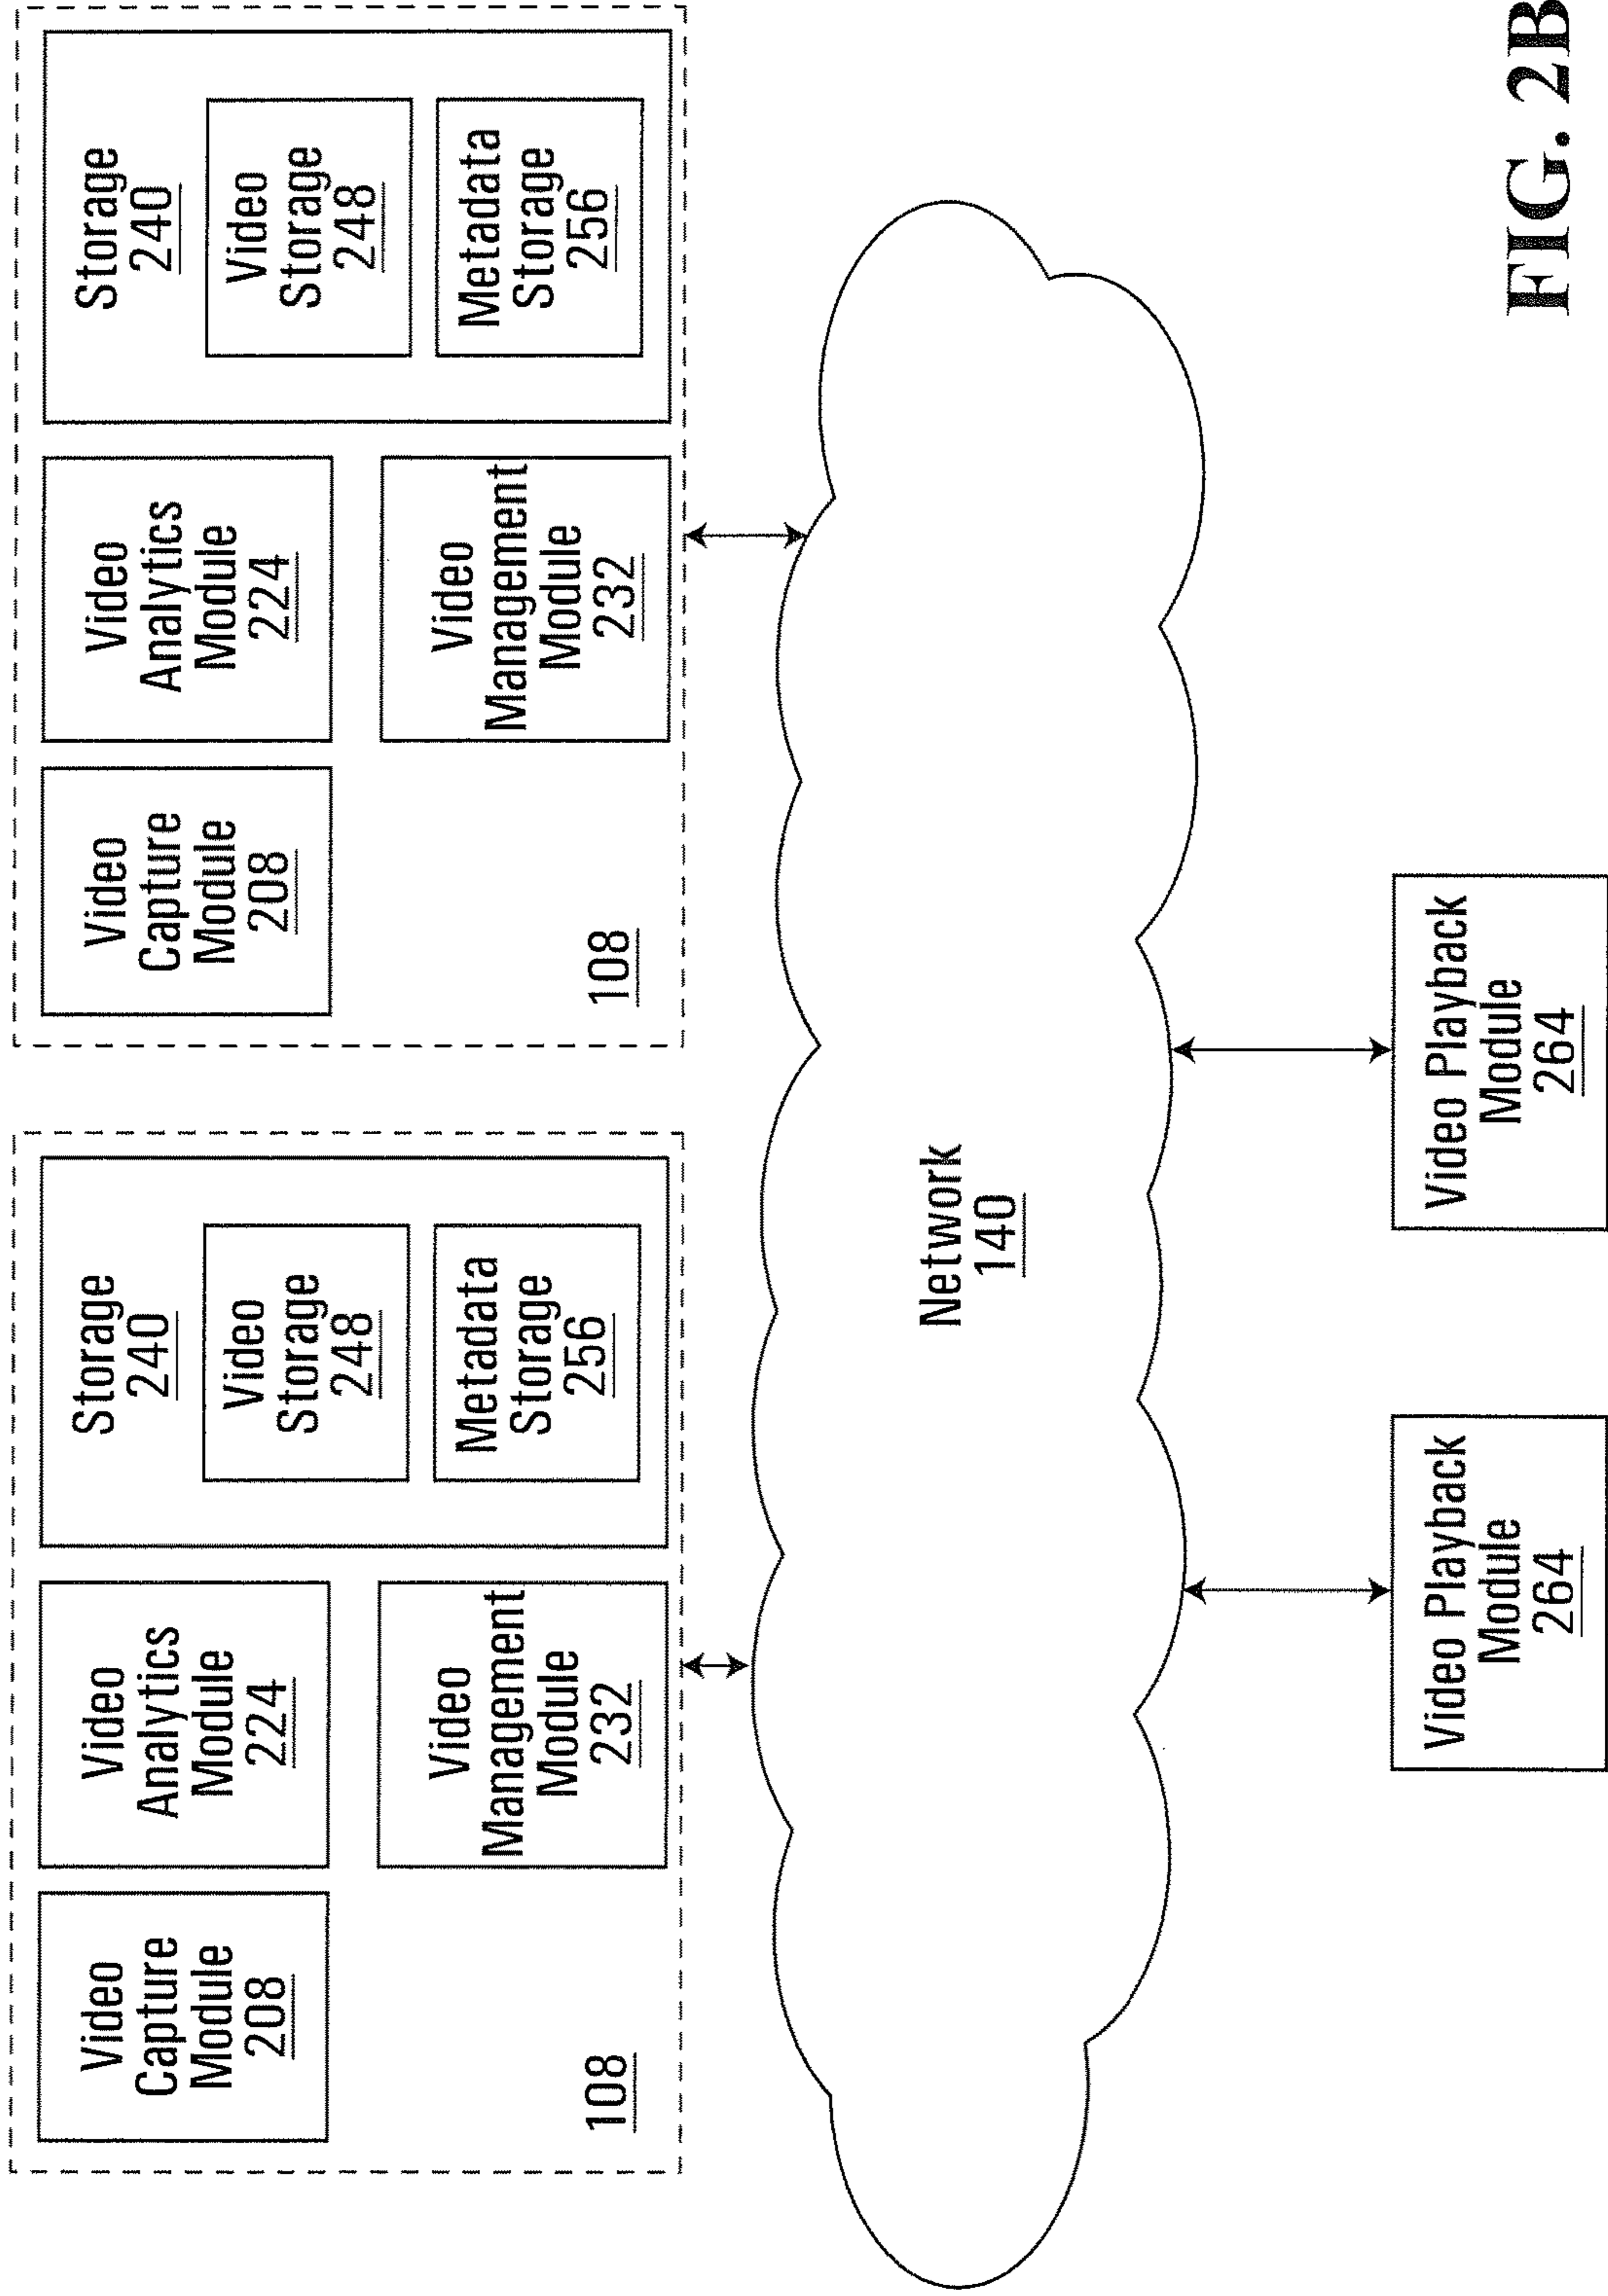 Video
Capture
Module
208
Video
Analytics
Module
224
Video
Management
Module
232
Storage
240
Video
Storage
248
Metadata
Storage
256
108
Video
Capture
Module
208
Video
Analytics
Module
224
Video
Management
Module
232
Storage
240
Video
Storage
248
Metadata
Storage
256
108
Network
140
Video Playback
Module
264
Video Playback
Module
264
FIG. 2B